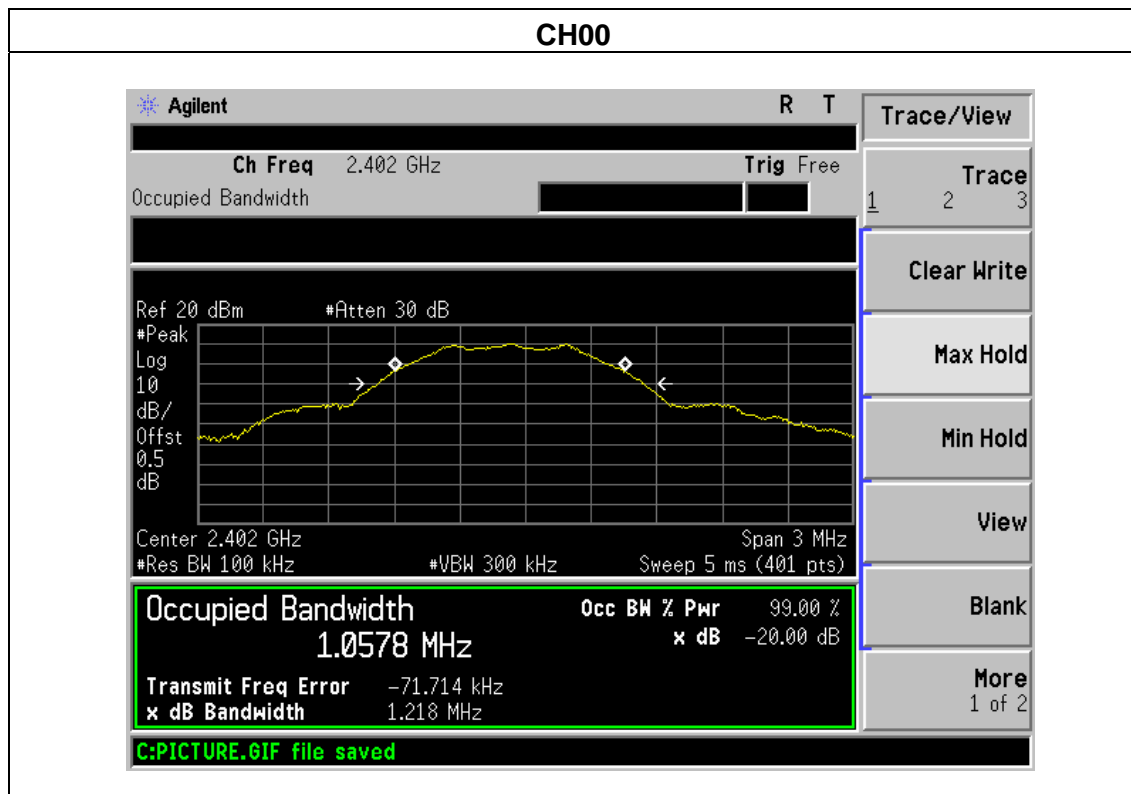 CH00
Agilent R T
Ch Freq 2.402 GHz Trig Free
Occupied Bandwidth
Ref 20 dBm #Atten 30 dB
#Peak
Log
10
dB/
Offst
0.5
dB
Center 2.402 GHz Span 3 MHz
#Res BW 100 kHz #VBW 300 kHz Sweep 5 ms (401 pts)
Occupied Bandwidth Occ BW % Pwr 99.00 %
1.0578 MHz x dB -20.00 dB
Transmit Freq Error -71.714 kHz
x dB Bandwidth 1.218 MHz
C:PICTURE.GIF file saved
Trace/View
Trace
1 2 3
Clear Write
Max Hold
Min Hold
View
Blank
More
1 of 2